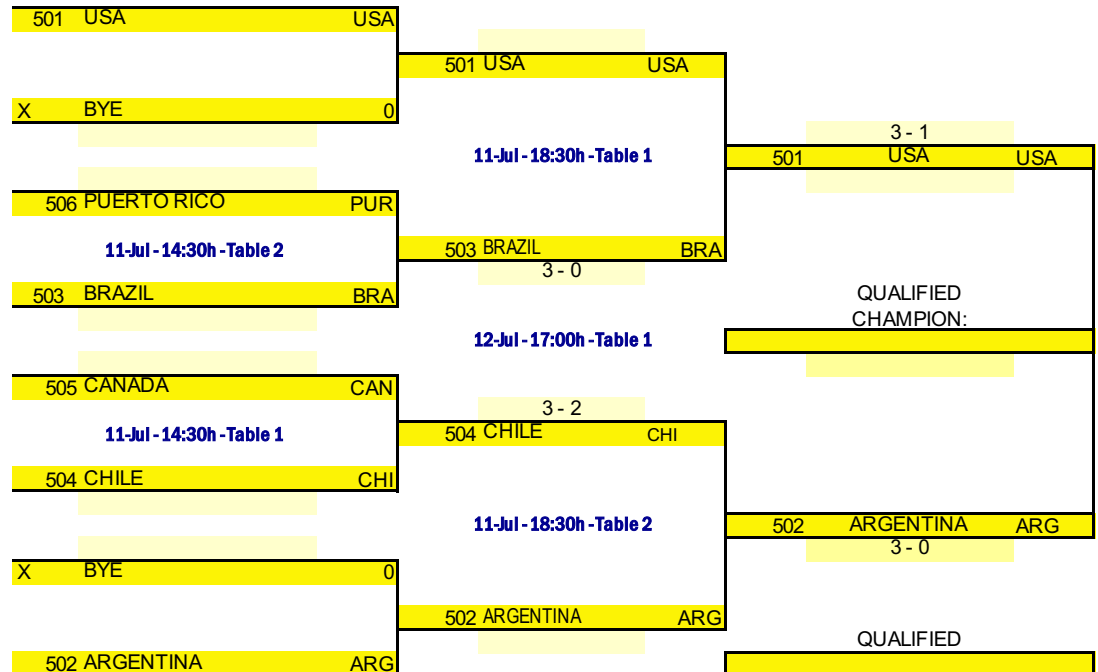 501 USA USA
X BYE 0
506 PUERTO RICO PUR
11-Jul - 14:30h - Table 2
503 BRAZIL BRA
505 CANADA CAN
11-Jul - 14:30h - Table 1
504 CHILE CHI
X BYE 0
502 ARGENTINA ARG
501 USA USA
11-Jul - 18:30h - Table 1
503 BRAZIL BRA
3 - 0
12-Jul - 17:00h - Table 1
3 - 2
504 CHILE CHI
11-Jul - 18:30h - Table 2
502 ARGENTINA ARG
3 - 1
501 USA USA
QUALIFIED
CHAMPION:
502 ARGENTINA ARG
3 - 0
QUALIFIED